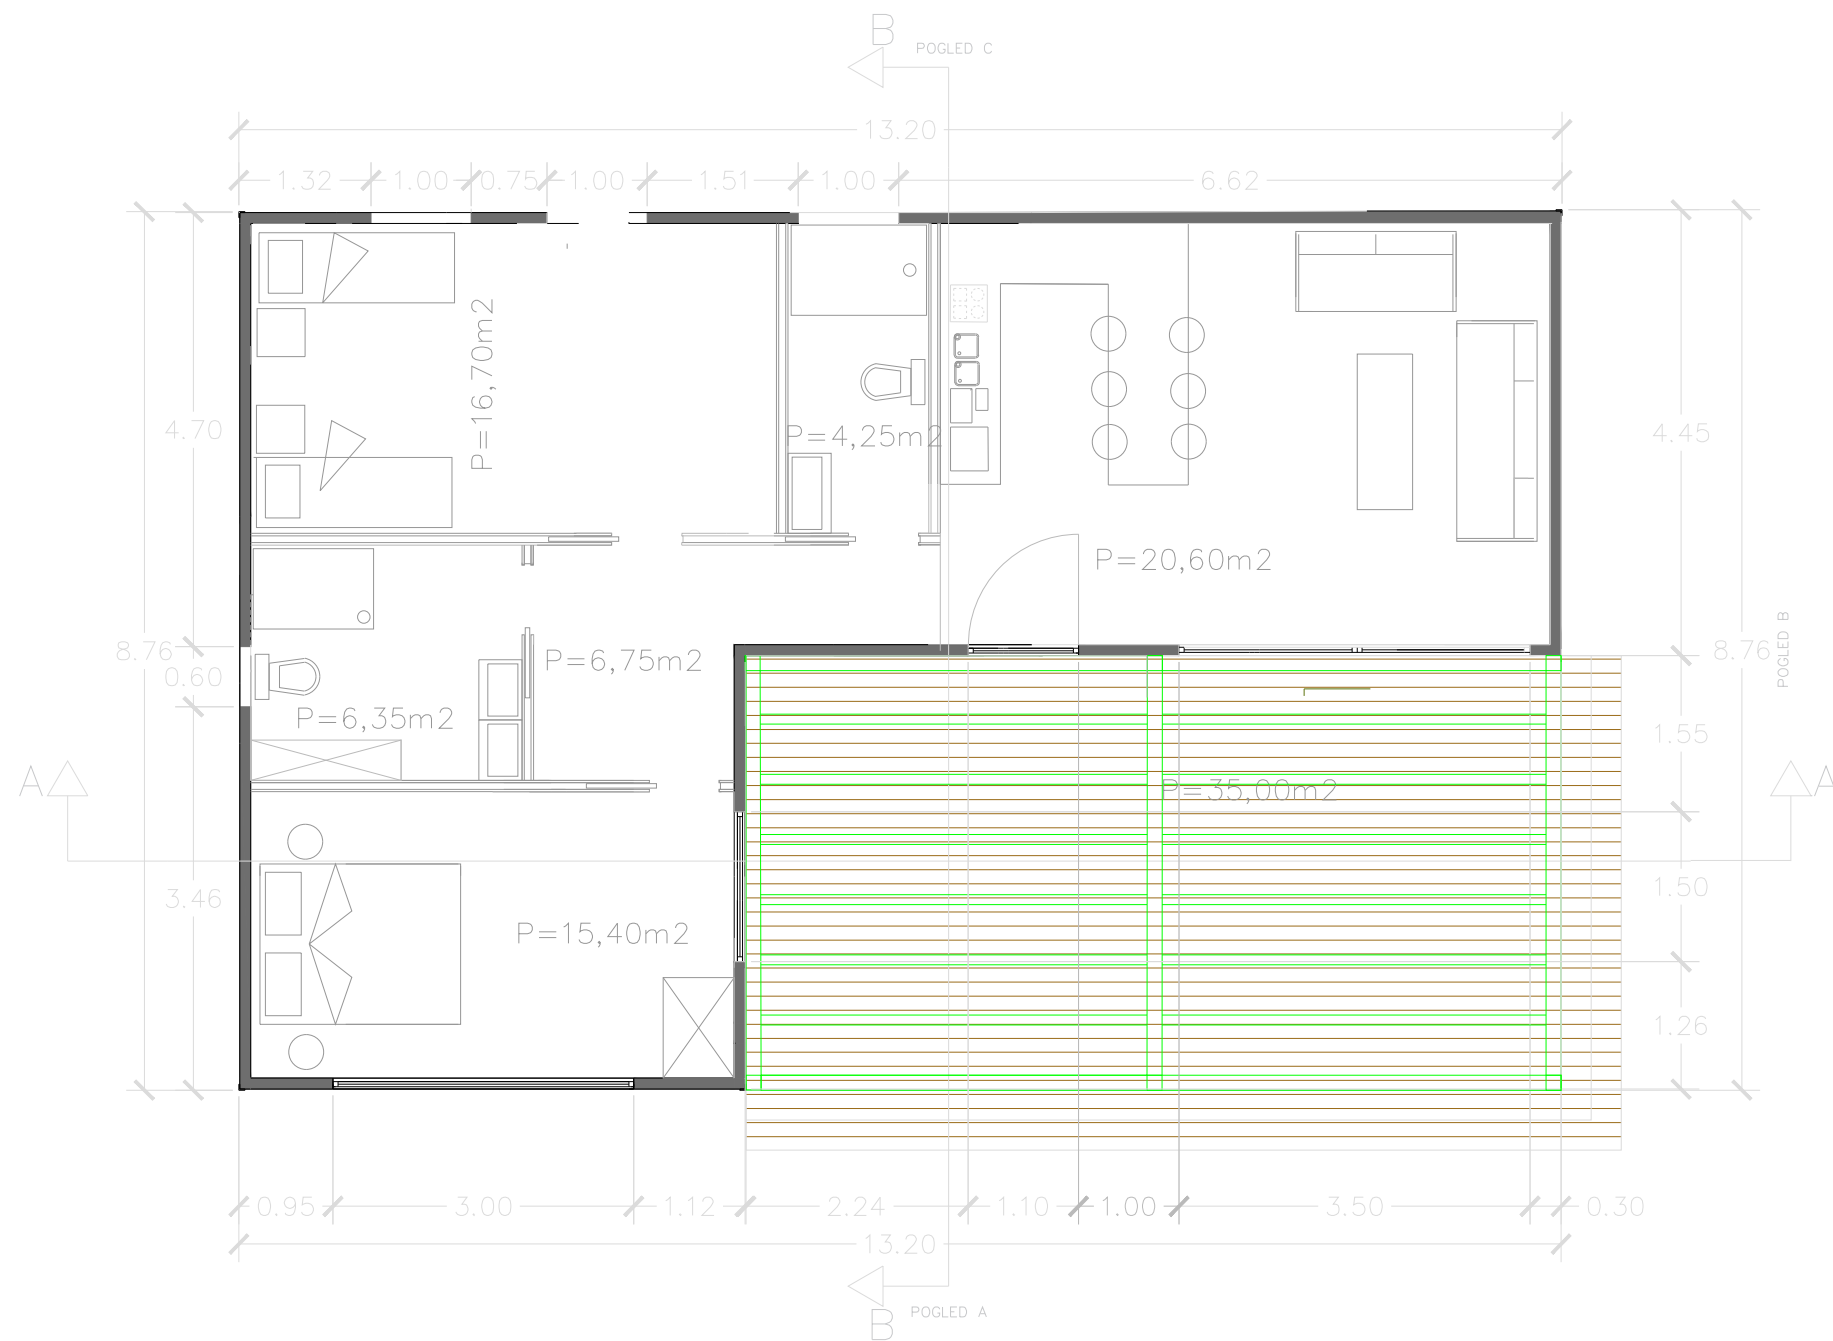 B
POGLED C
13.20
1.32 1.00 0.75 1.00 1.51 1.00 6.62
P=16,70m2
4.70
P=4,25m2
4.45
P=20,60m2
8.76
0.60
P=6,75m2
8.76
POGLED B
P=6,35m2
1.55
A
P=35,00m2
A
3.46
1.50
P=15,40m2
1.26
0.95 3.00 1.12 2.24 1.10 1.00 3.50 0.30
13.20
POGLED A
B